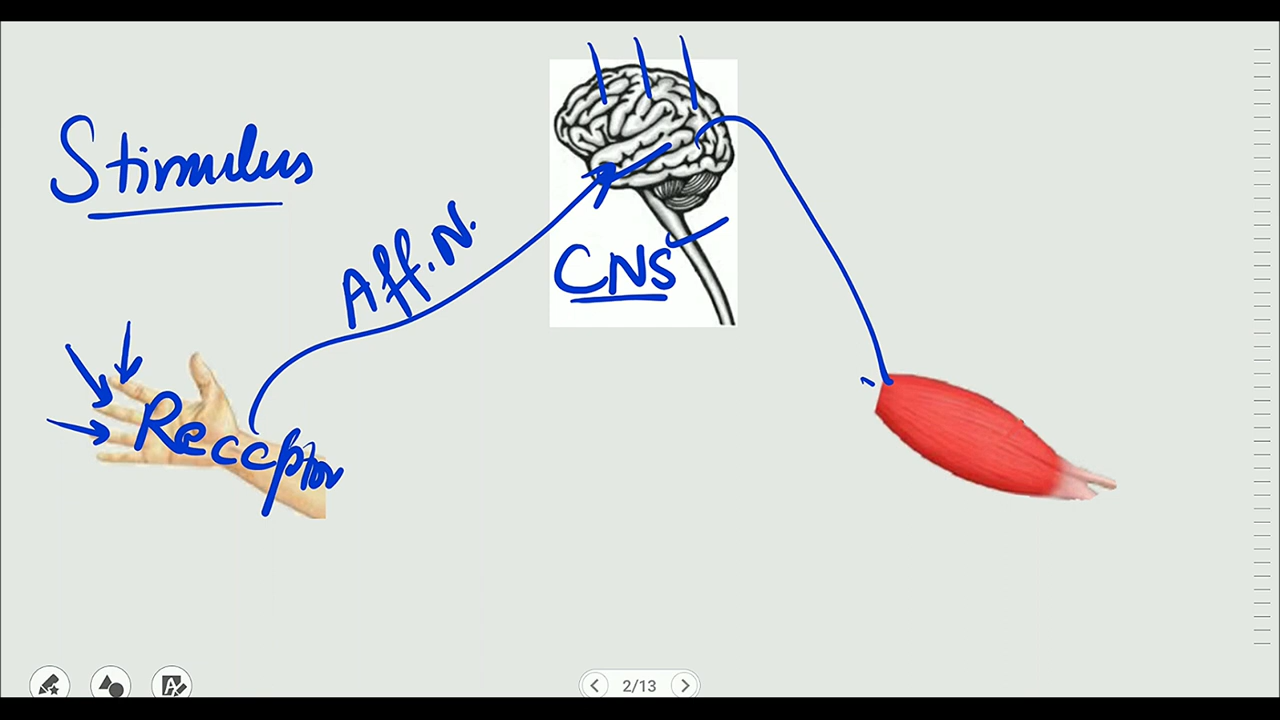 Stimulus
Aff. N.
CNS
Receptor
2/13